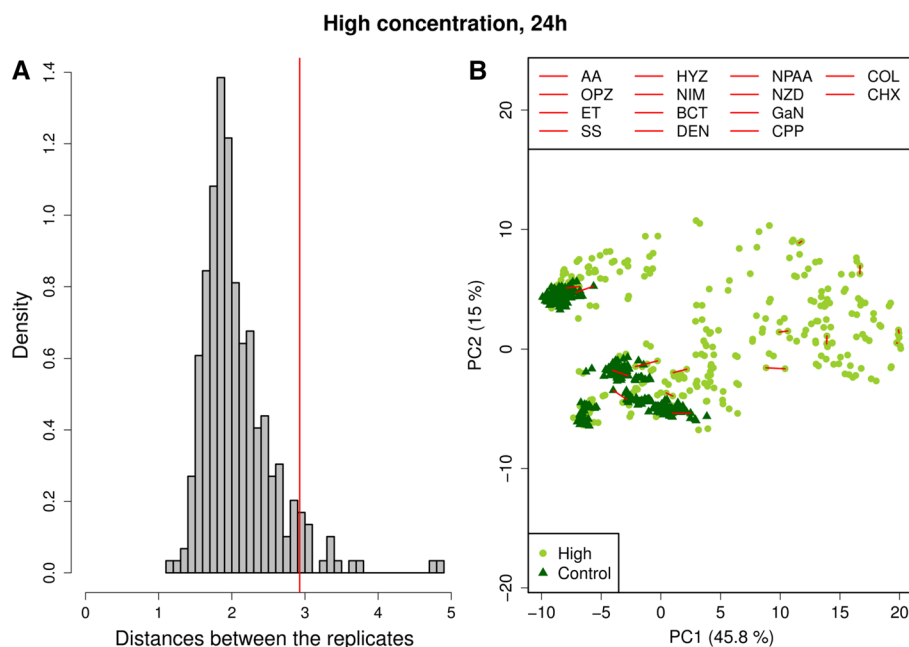 High concentration, 24h
A
Density
0.0 0.2 0.4 0.6 0.8 1.0 1.2 1.4
0 1 2 3 4 5
Distances between the replicates
B
AA HYZ NPAA COL
OPZ NIM NZD CHX
ET BCT GaN
SS DEN CPP
PC2 (15 %)
−20 −10 0 10 20
High
Control
−10 −5 0 5 10 15 20
PC1 (45.8 %)